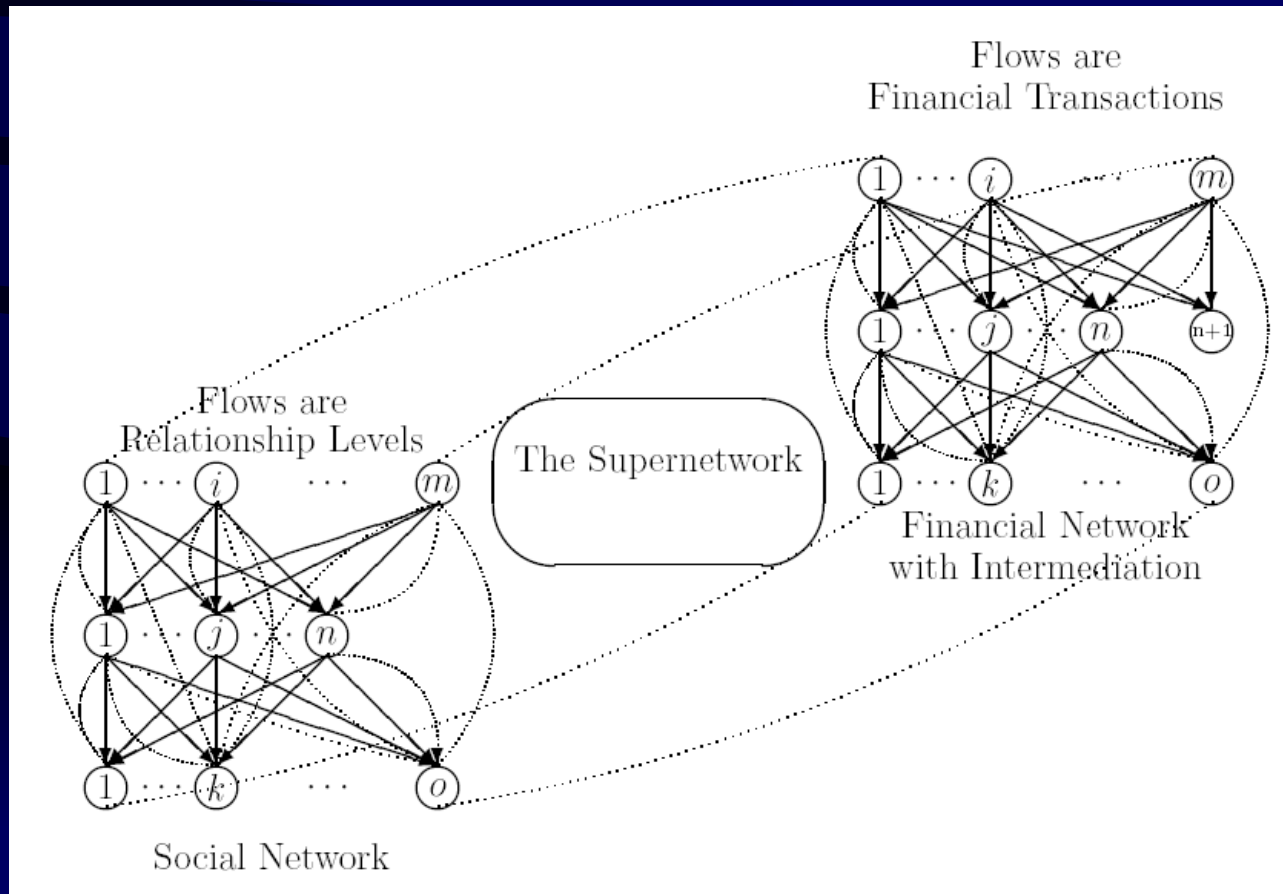 Flows are
Financial Transactions
1 ··· i ··· m
1 ··· j ··· n n+1
1 ··· k ··· o
Financial Network
with Intermediation
The Supernetwork
Flows are
Relationship Levels
1 ··· i ··· m
1 ··· j ··· n
1 ··· k ··· o
Social Network